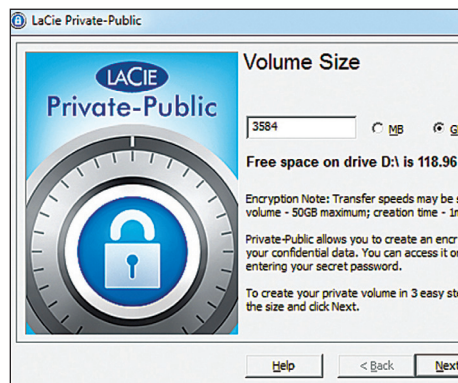 LaCie Private-Public
LACIE
Private-Public
Volume Size
3584
MB
G
Free space on drive D:\ is 118.96
Encryption Note: Transfer speeds may be s
volume - 50GB maximum; creation time - 1m
Private-Public allows you to create an encr
your confidential data. You can access it on
entering your secret password.
To create your private volume in 3 easy ste
the size and click Next.
Help
< Back
Next